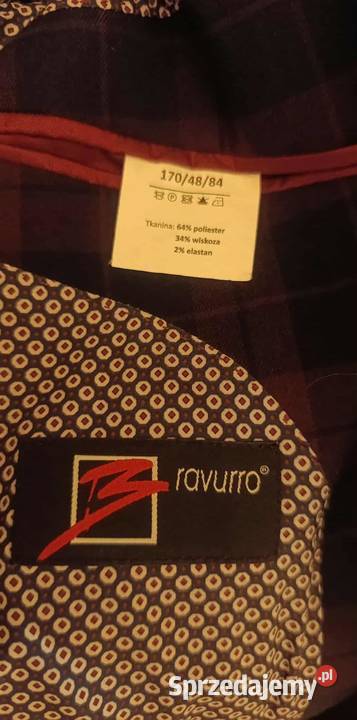 170/48/84
Tkanina: 64% poliester
34% wiskoza
2% elastan
Bravurro®
Sprzedajemy.pl